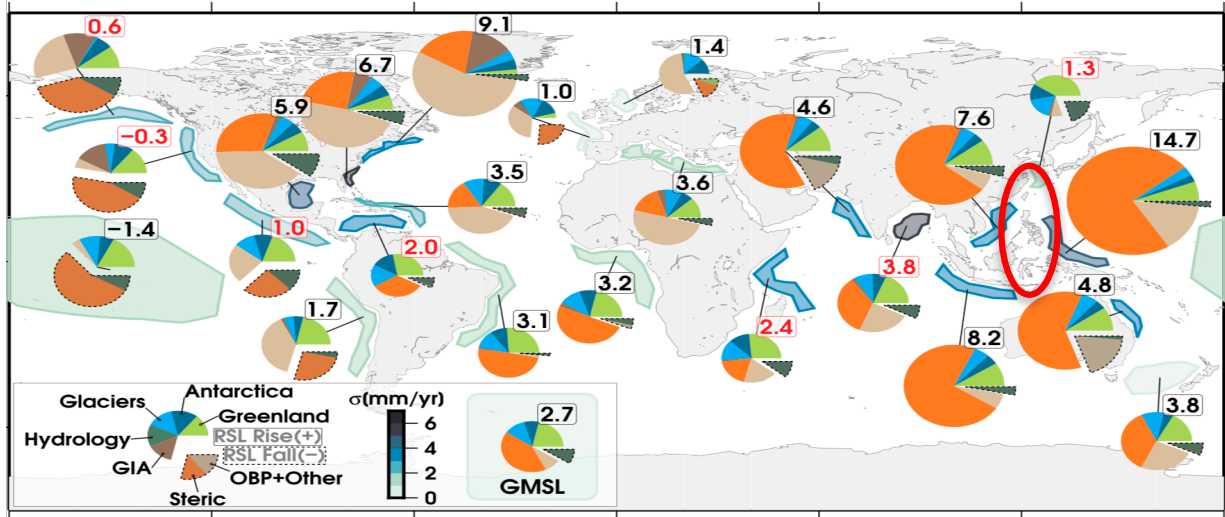 0.6
9.1
6.7
1.4
1.3
5.9
1.0
4.6
7.6
14.7
−0.3
3.5
3.6
−1.4
1.0
2.0
3.2
3.8
4.8
1.7
3.1
2.4
8.2
3.8
Antarctica
Glaciers
Greenland
Hydrology
RSL Rise(+)
RSL Fall(−)
GIA
OBP+Other
Steric
σ[mm/yr]
6
4
2
0
2.7
GMSL